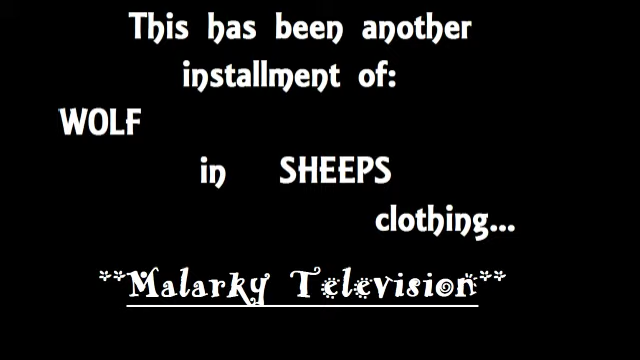 This has been another
installment of:
WOLF
in SHEEPS
clothing...
**Malarky Television**